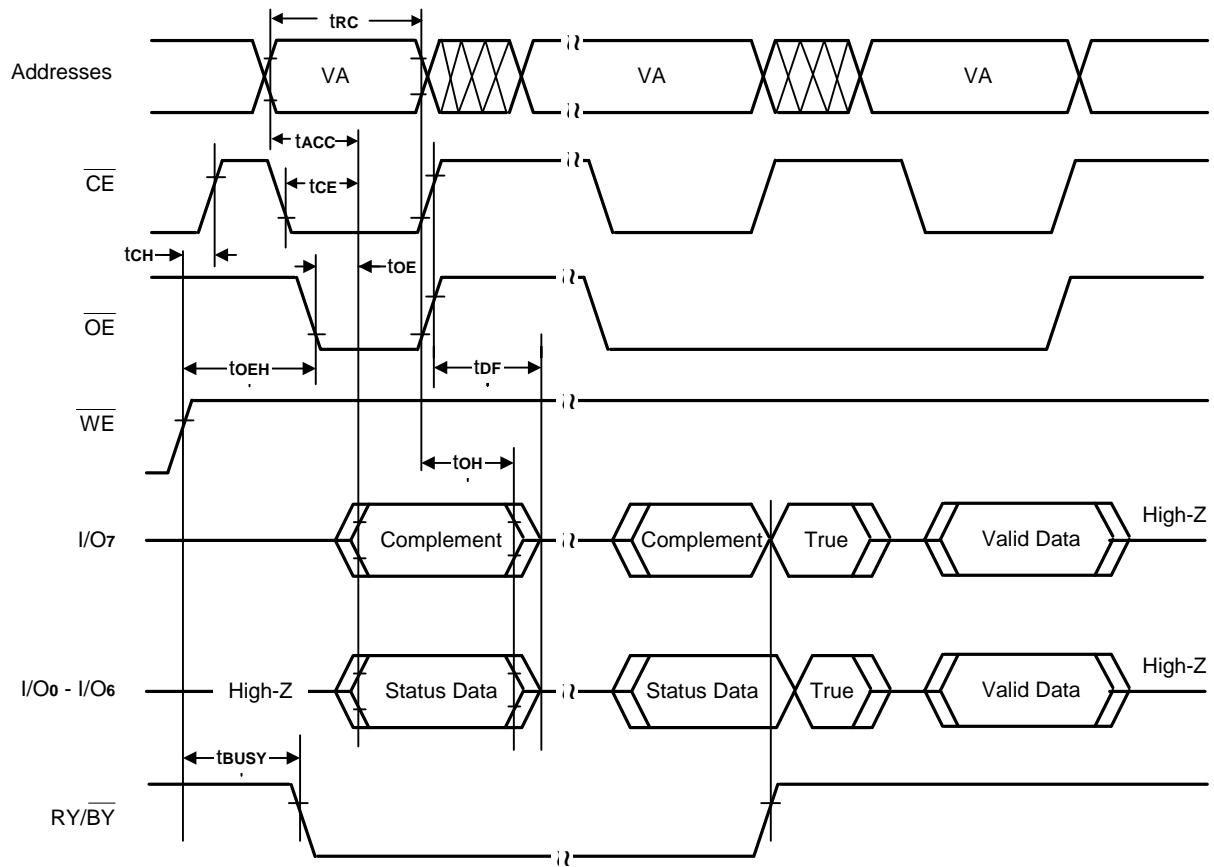 tRC
Addresses VA VA VA
tACC
CE
tCE
tCH tOE
OE
tOEH tDF
WE
tOH
I/O7 Complement Complement True Valid Data High-Z
I/O0 - I/O6 High-Z Status Data Status Data True Valid Data High-Z
tBUSY
RY/BY